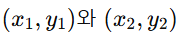 (x₁, y₁)와 (x₂, y₂)